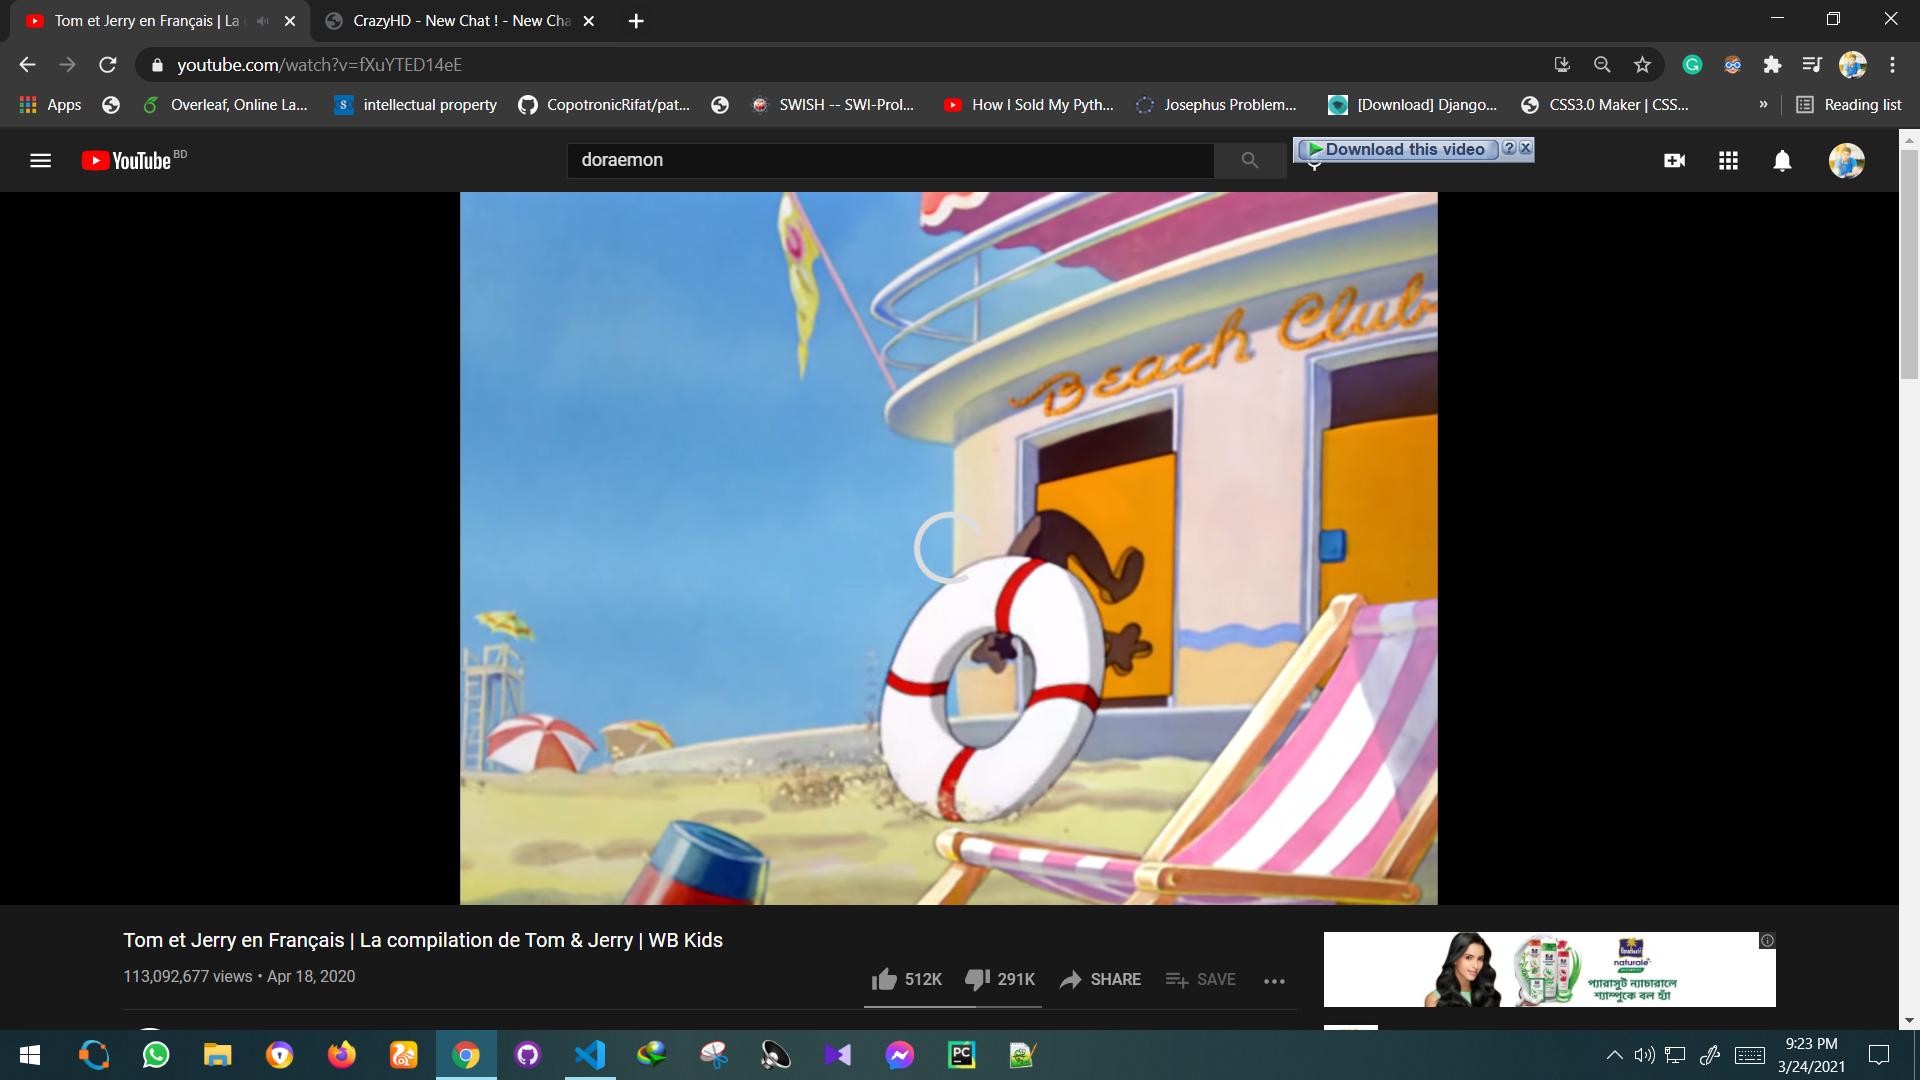 Tom et Jerry en Français | La
CrazyHD - New Chat ! - New Cha
youtube.com/watch?v=fXuYTED14eE
Apps
Overleaf, Online La...
intellectual property
CopotronicRifat/pat...
SWISH -- SWI-Prol...
How I Sold My Pyth...
Josephus Problem...
[Download] Django...
CSS3.0 Maker | CSS...
»
Reading list
YouTube BD
doraemon
Download this video
Beach Club
Tom et Jerry en Français | La compilation de Tom & Jerry | WB Kids
113,092,677 views • Apr 18, 2020
512K
291K
SHARE
SAVE
naturale
প্যারাসুট ন্যাচারালে
শ্যাম্পুকে বল হ্যাঁ
PC
9:23 PM
3/24/2021